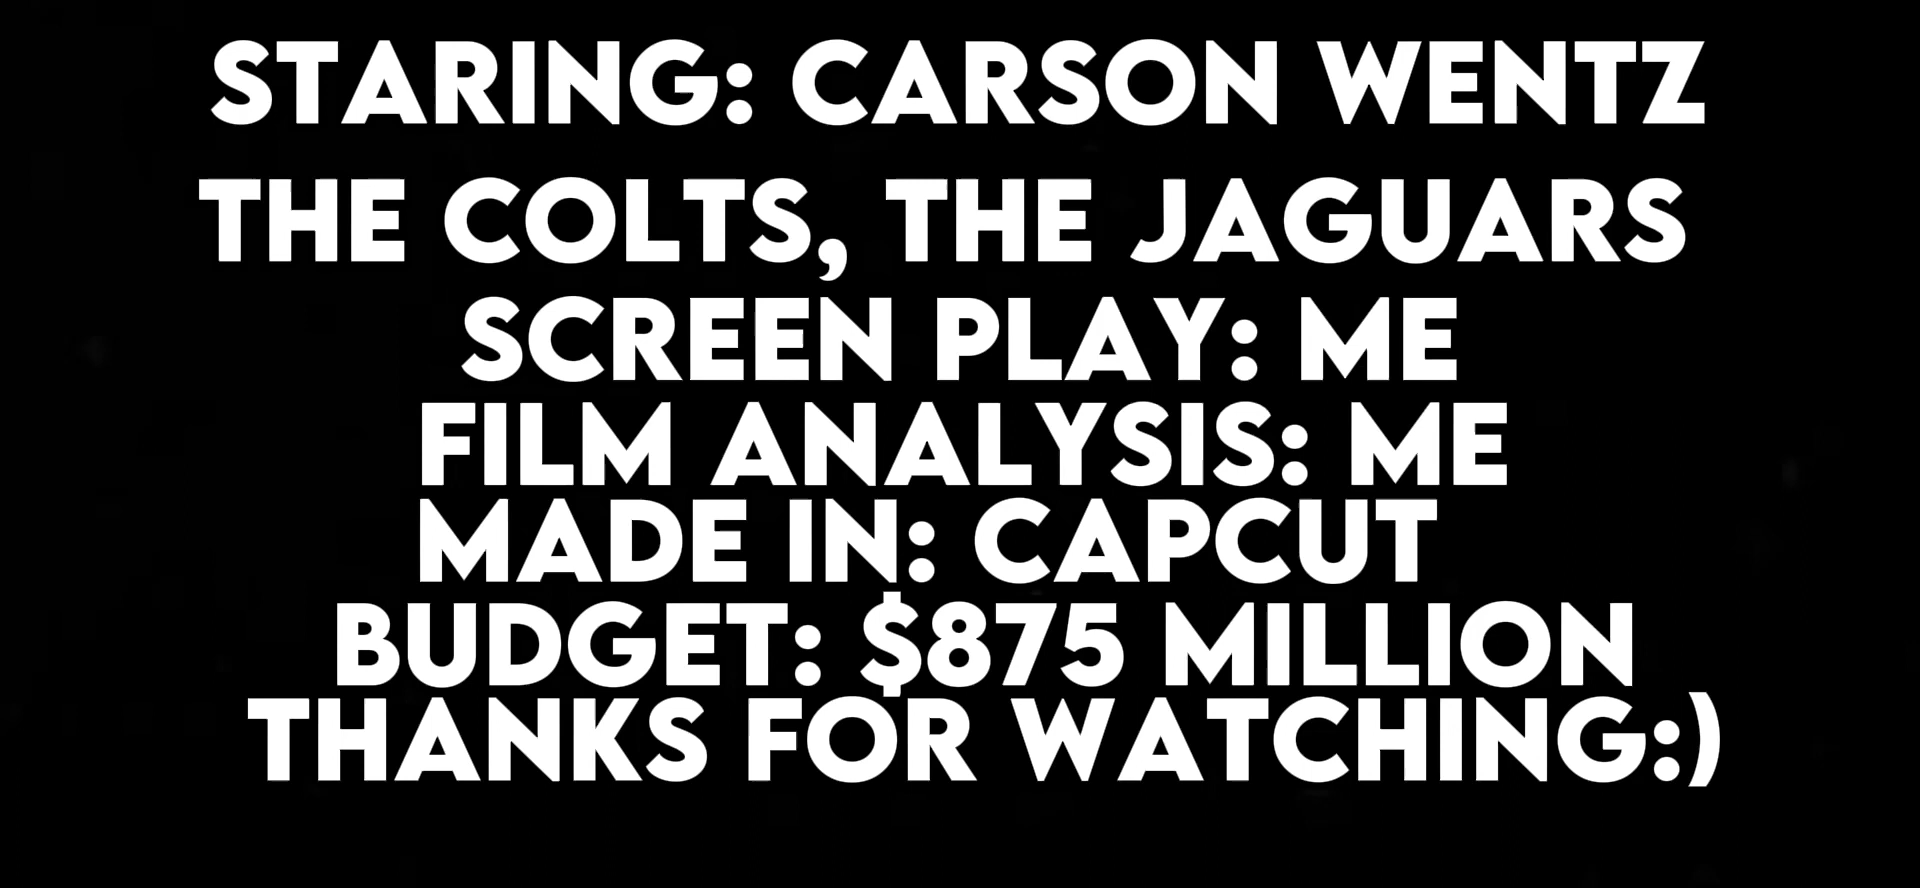 STARING: CARSON WENTZ
THE COLTS, THE JAGUARS
SCREEN PLAY: ME
FILM ANALYSIS: ME
MADE IN: CAPCUT
BUDGET: $875 MILLION
THANKS FOR WATCHING:)